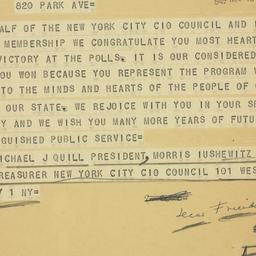 820 PARK AVE=
ALF OF THE NEW YORK CITY CIO COUNCIL AND
MEMBERSHIP WE CONGRATULATE YOU MOST HEART
VICTORY AT THE POLLS. IT IS OUR CONSIDERED
YOU WON BECAUSE YOU REPRESENT THE PROGRAM
TO THE MINDS AND HEARTS OF THE PEOPLE OF
OUR STATE. WE REJOICE WITH YOU IN YOUR SE
Y AND WE WISH YOU MANY MORE YEARS OF FUTU
GUISHED PUBLIC SERVICE=
ICHAEL J QUILL PRESIDENT, MORRIS IUSHEWITZ
REASURER NEW YORK CITY CIO COUNCIL 101 WES
1 NY=
Dear Friend